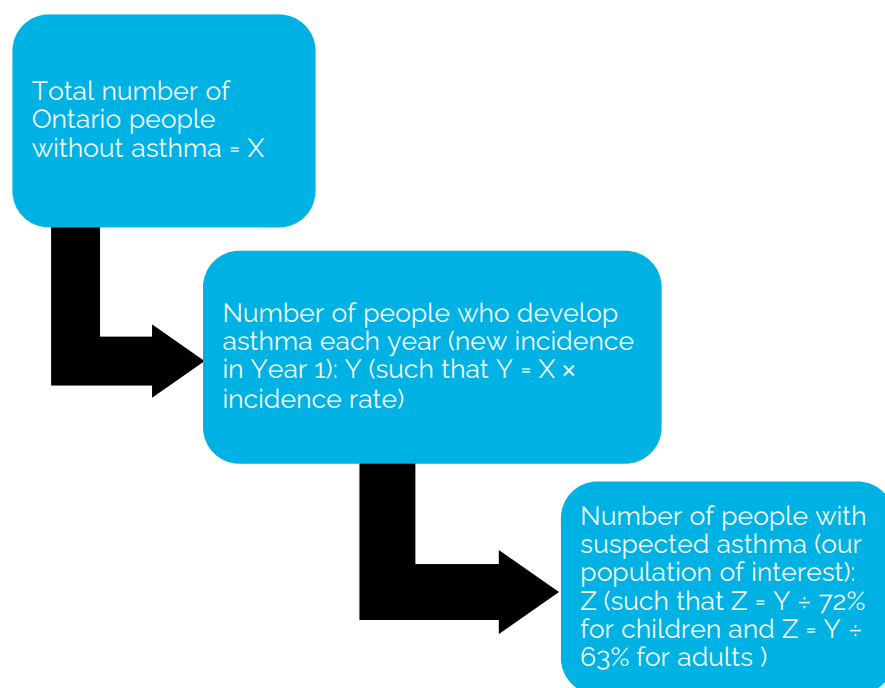 Total number of
Ontario people
without asthma = X
Number of people who develop
asthma each year (new incidence
in Year 1): Y (such that Y = X ×
incidence rate)
Number of people with
suspected asthma (our
population of interest):
Z (such that Z = Y ÷ 72%
for children and Z = Y ÷
63% for adults )